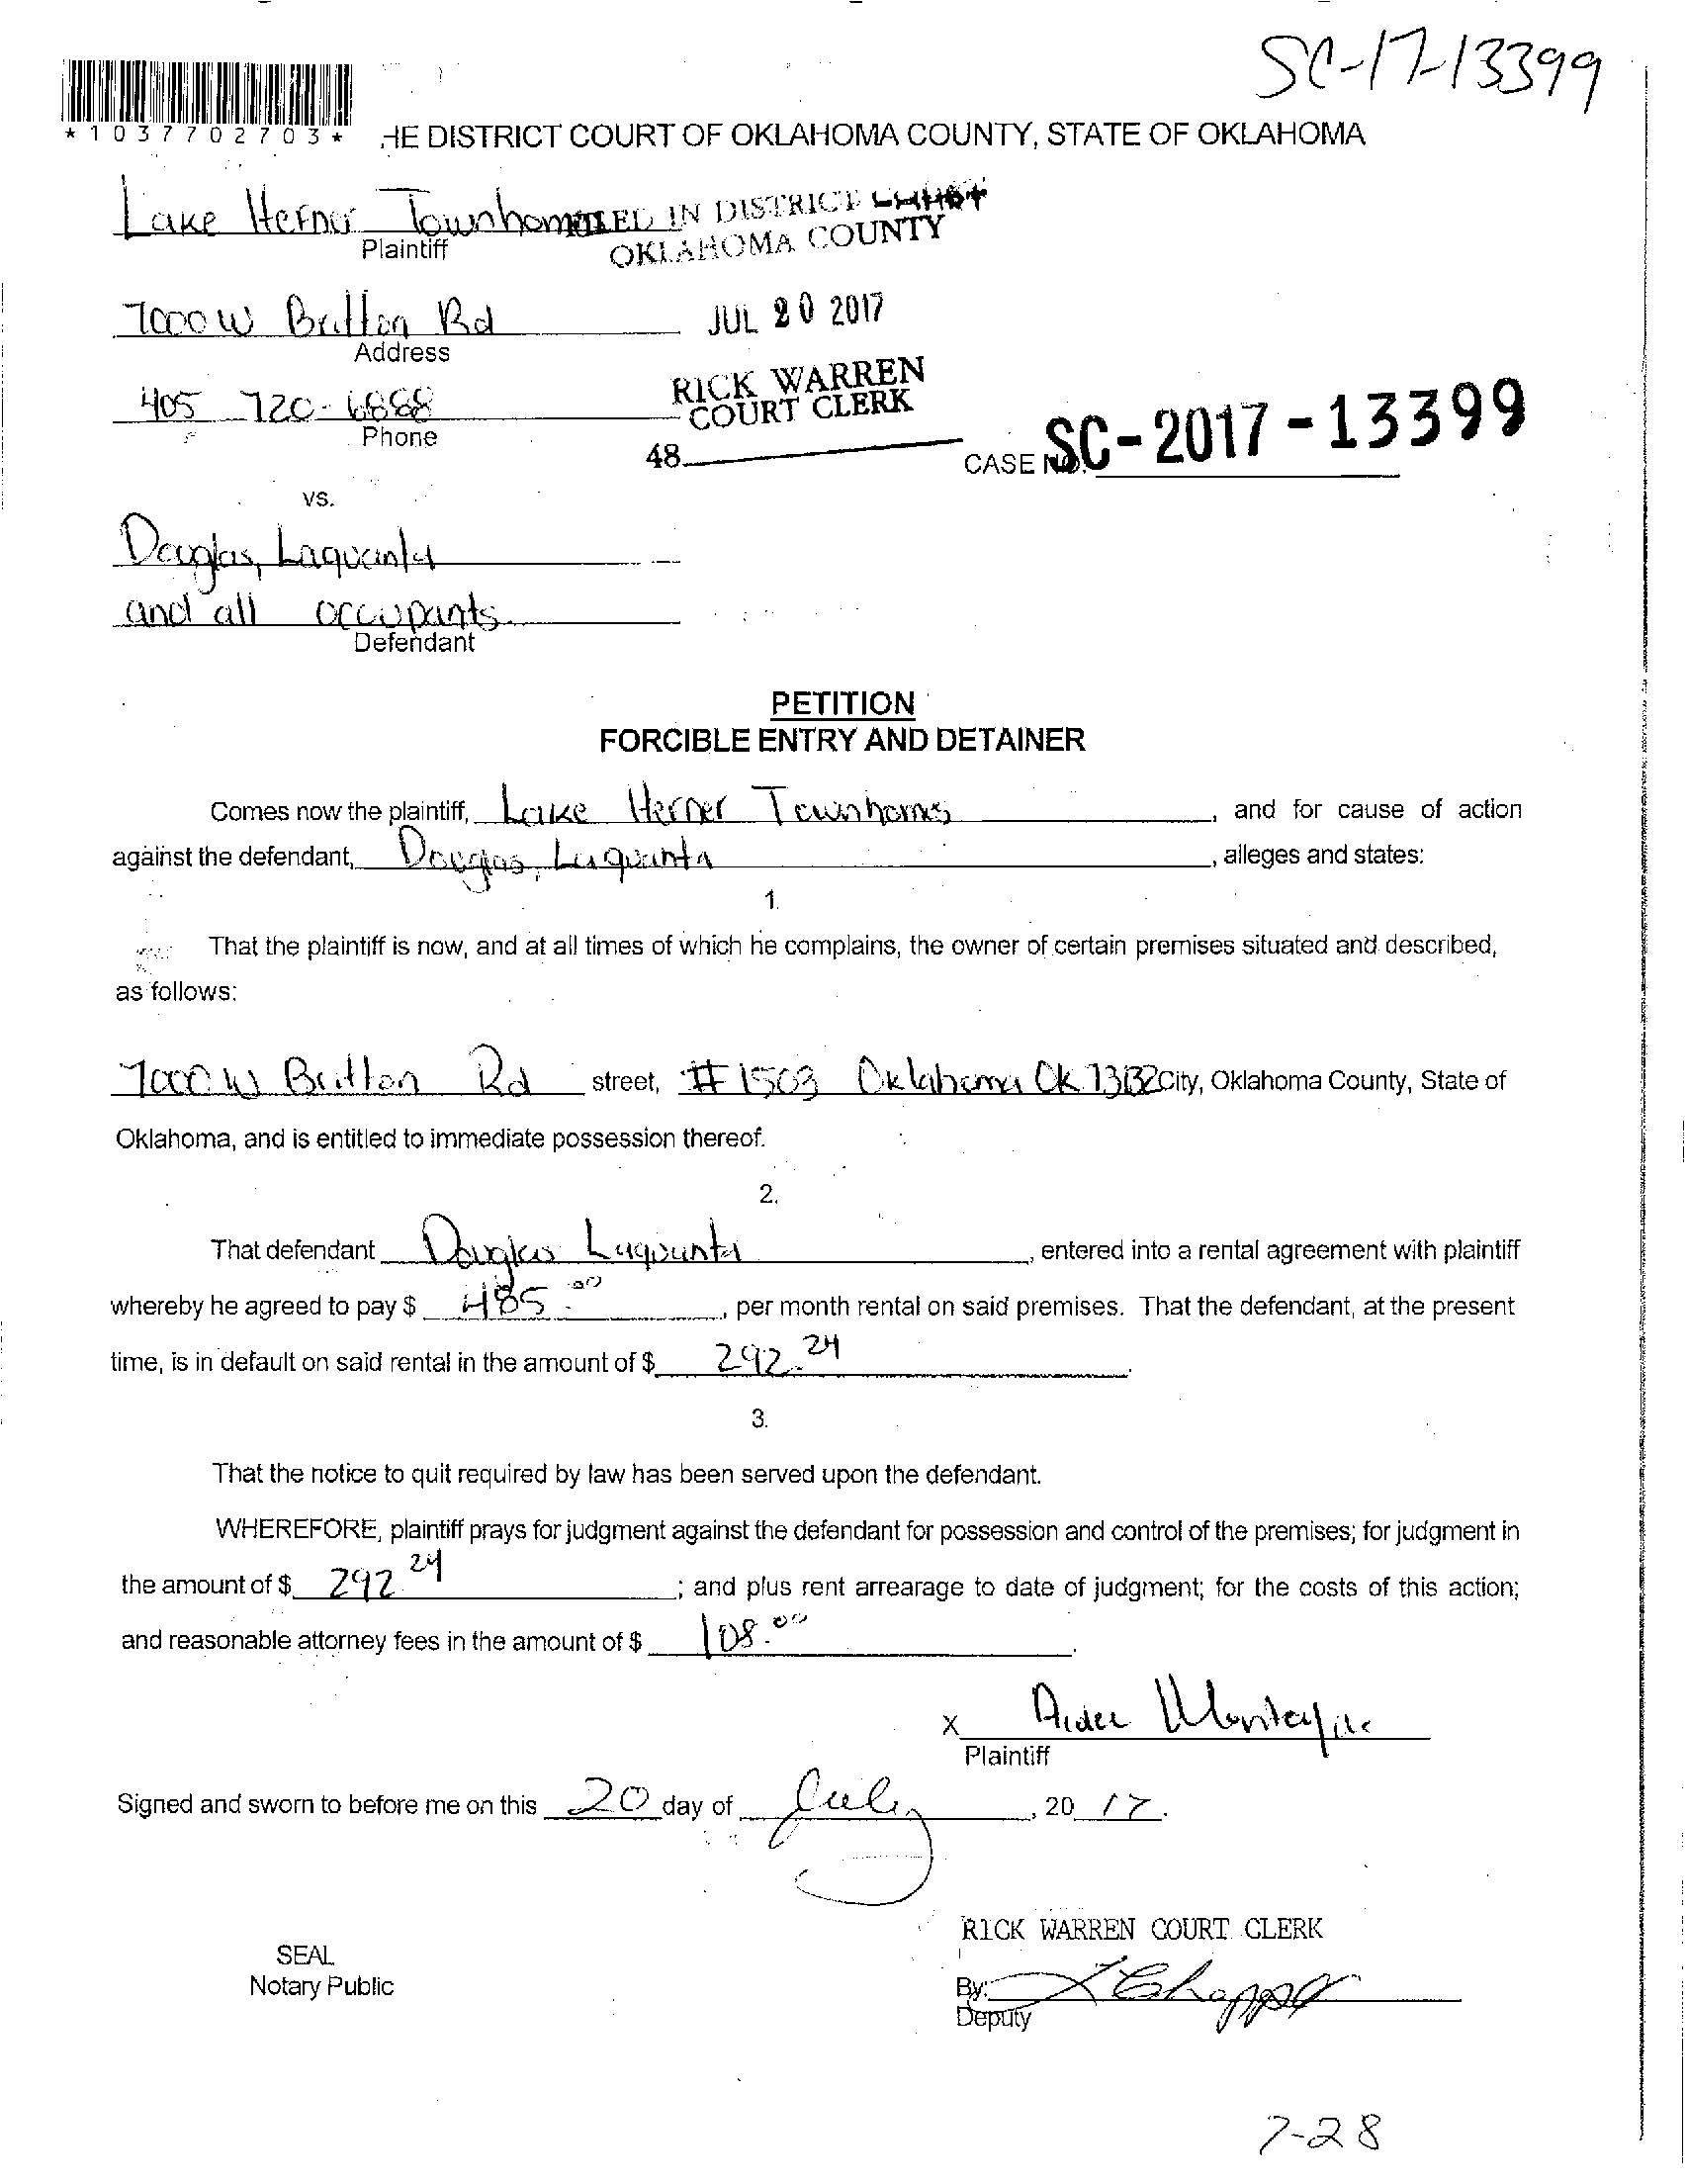 SC-17-13399
*1037702703*
HE DISTRICT COURT OF OKLAHOMA COUNTY, STATE OF OKLAHOMA
Lake Hefner Townhomes FILED IN DISTRICT COURT
Plaintiff
OKLAHOMA COUNTY
7000 W Britton Rd
JUL 20 2017
Address
RICK WARREN
COURT CLERK
405 720-6888
Phone
48
CASE NO. SC-2017-13399
vs.
Douglas, Laquanta
and all occupants
Defendant
PETITION
FORCIBLE ENTRY AND DETAINER
Comes now the plaintiff, Lake Hefner Townhomes, and for cause of action
against the defendant, Douglas, Laquanta, alleges and states:
1.
That the plaintiff is now, and at all times of which he complains, the owner of certain premises situated and described,
as follows:
7000 W Britton Rd street, #1503 Oklahoma OK 73132 City, Oklahoma County, State of
Oklahoma, and is entitled to immediate possession thereof.
2.
That defendant Douglas Laquanta, entered into a rental agreement with plaintiff
whereby he agreed to pay $ 485.00, per month rental on said premises. That the defendant, at the present
time, is in default on said rental in the amount of $ 292.24.
3.
That the notice to quit required by law has been served upon the defendant.
WHEREFORE, plaintiff prays for judgment against the defendant for possession and control of the premises; for judgment in
the amount of $ 292.24; and plus rent arrearage to date of judgment; for the costs of this action;
and reasonable attorney fees in the amount of $ 108.00.
X
Plaintiff
Signed and sworn to before me on this 20 day of July, 20 17.
RICK WARREN COURT CLERK
SEAL
Notary Public
By:
Deputy
7-28